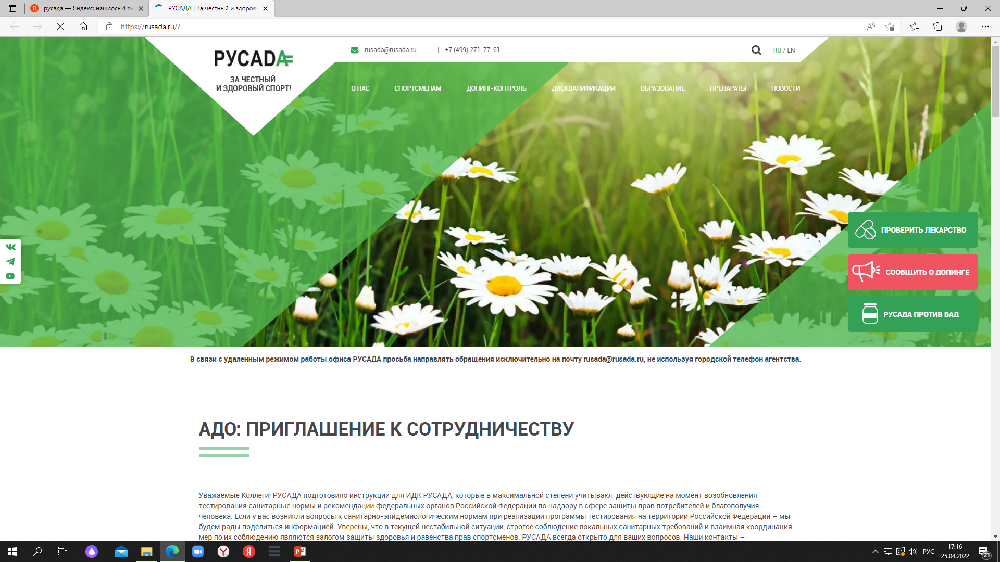 русада — Яндекс: нашлось 4 ты
РУСАДА | За честный и здоровы
https://rusada.ru/?
РУСАDA
ЗА ЧЕСТНЫЙ
И ЗДОРОВЫЙ СПОРТ!
rusada@rusada.ru | +7 (499) 271-77-61
RU / EN
О НАС СПОРТСМЕНАМ ДОПИНГ-КОНТРОЛЬ ДИСКВАЛИФИКАЦИИ ОБРАЗОВАНИЕ ПРЕПАРАТЫ НОВОСТИ
ПРОВЕРИТЬ ЛЕКАРСТВО
СООБЩИТЬ О ДОПИНГЕ
РУСАДА ПРОТИВ БАД
В связи с удаленным режимом работы офиса РУСАДА просьба направлять обращения исключительно на почту rusada@rusada.ru, не используя городской телефон агентства.
АДО: ПРИГЛАШЕНИЕ К СОТРУДНИЧЕСТВУ
Уважаемые Коллеги! РУСАДА подготовило инструкции для ИДК РУСАДА, которые в максимальной степени учитывают действующие на момент возобновления
тестирования санитарные нормы и рекомендации федеральных органов Российской Федерации по надзору в сфере защиты прав потребителей и благополучия
человека. Если у вас возникли вопросы к санитарно-эпидемиологическим нормам при реализации программы тестирования на территории Российской Федерации – мы
будем рады поделиться информацией. Уверены, что в текущей нестабильной ситуации, строгое соблюдение локальных санитарных требований и взаимная координация
мер по их соблюдению являются залогом защиты здоровья и равенства прав спортсменов. РУСАДА всегда открыто для ваших вопросов. Наши контакты –
РУС
17:16
25.04.2022
21